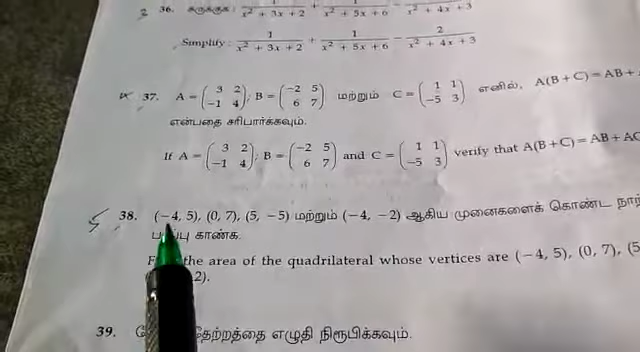 36. சுருக்குக : 1/(x² + 3x + 2) + 1/(x² + 5x + 6) − /(x² + 4x + 3)
Simplify : 1/(x² + 3x + 2) + 1/(x² + 5x + 6) − 2/(x² + 4x + 3)
37. A = (3 2 −1 4); B = (−2 5 6 7) மற்றும் C = (1 1 −5 3) எனில், A(B + C) = AB +
என்பதை சரிபார்க்கவும்.
If A = (3 2 −1 4); B = (−2 5 6 7) and C = (1 1 −5 3) verify that A(B + C) = AB + AC
38. (−4, 5), (0, 7), (5, −5) மற்றும் (−4, −2) ஆகிய முனைகளைக் கொண்ட
காண்க.
the area of the quadrilateral whose vertices are (−4, 5), (0, 7), (5
2).
39. தேற்றத்தை எழுதி நிரூபிக்கவும்.